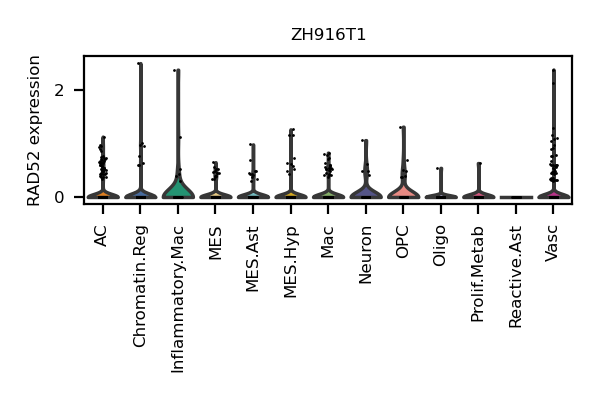 ZH916T1
RAD52 expression
2
0
AC
Chromatin.Reg
Inflammatory.Mac
MES
MES.Ast
MES.Hyp
Mac
Neuron
OPC
Oligo
Prolif.Metab
Reactive.Ast
Vasc